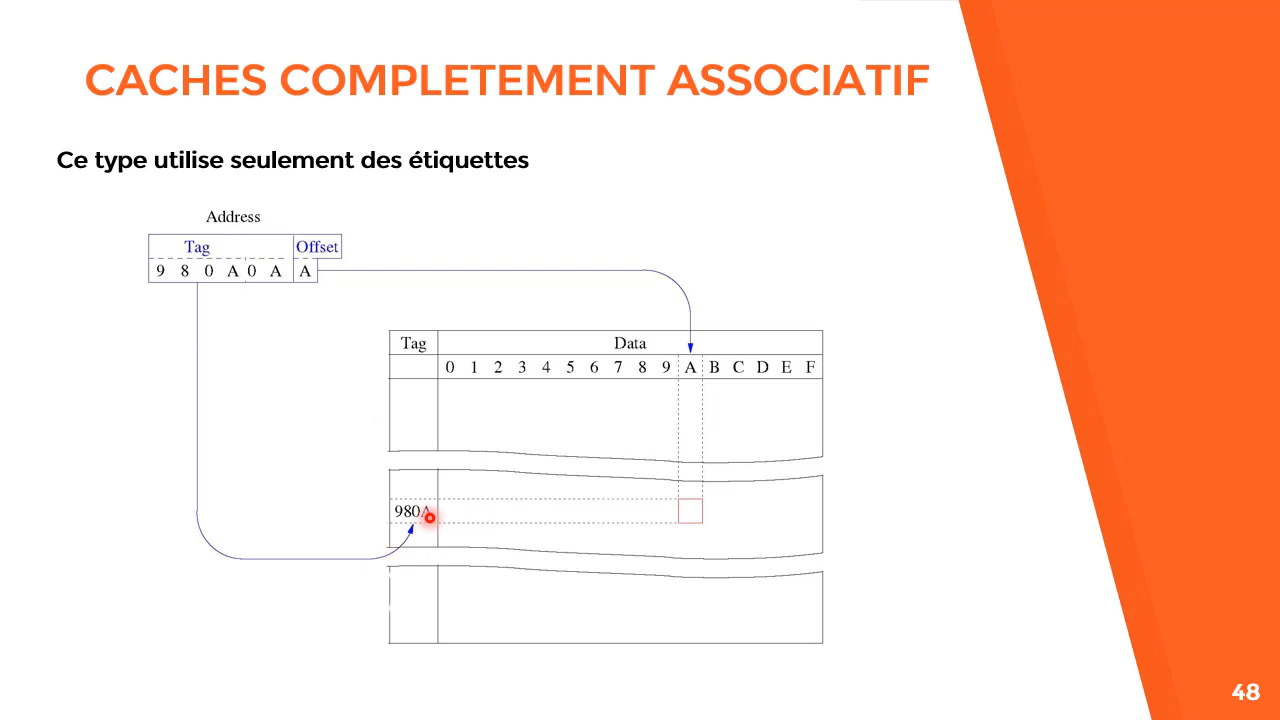 CACHES COMPLETEMENT ASSOCIATIF
Ce type utilise seulement des étiquettes
Address
Tag Offset
9 8 0 A 0 A A
Tag Data
0 1 2 3 4 5 6 7 8 9 A B C D E F
980A
48